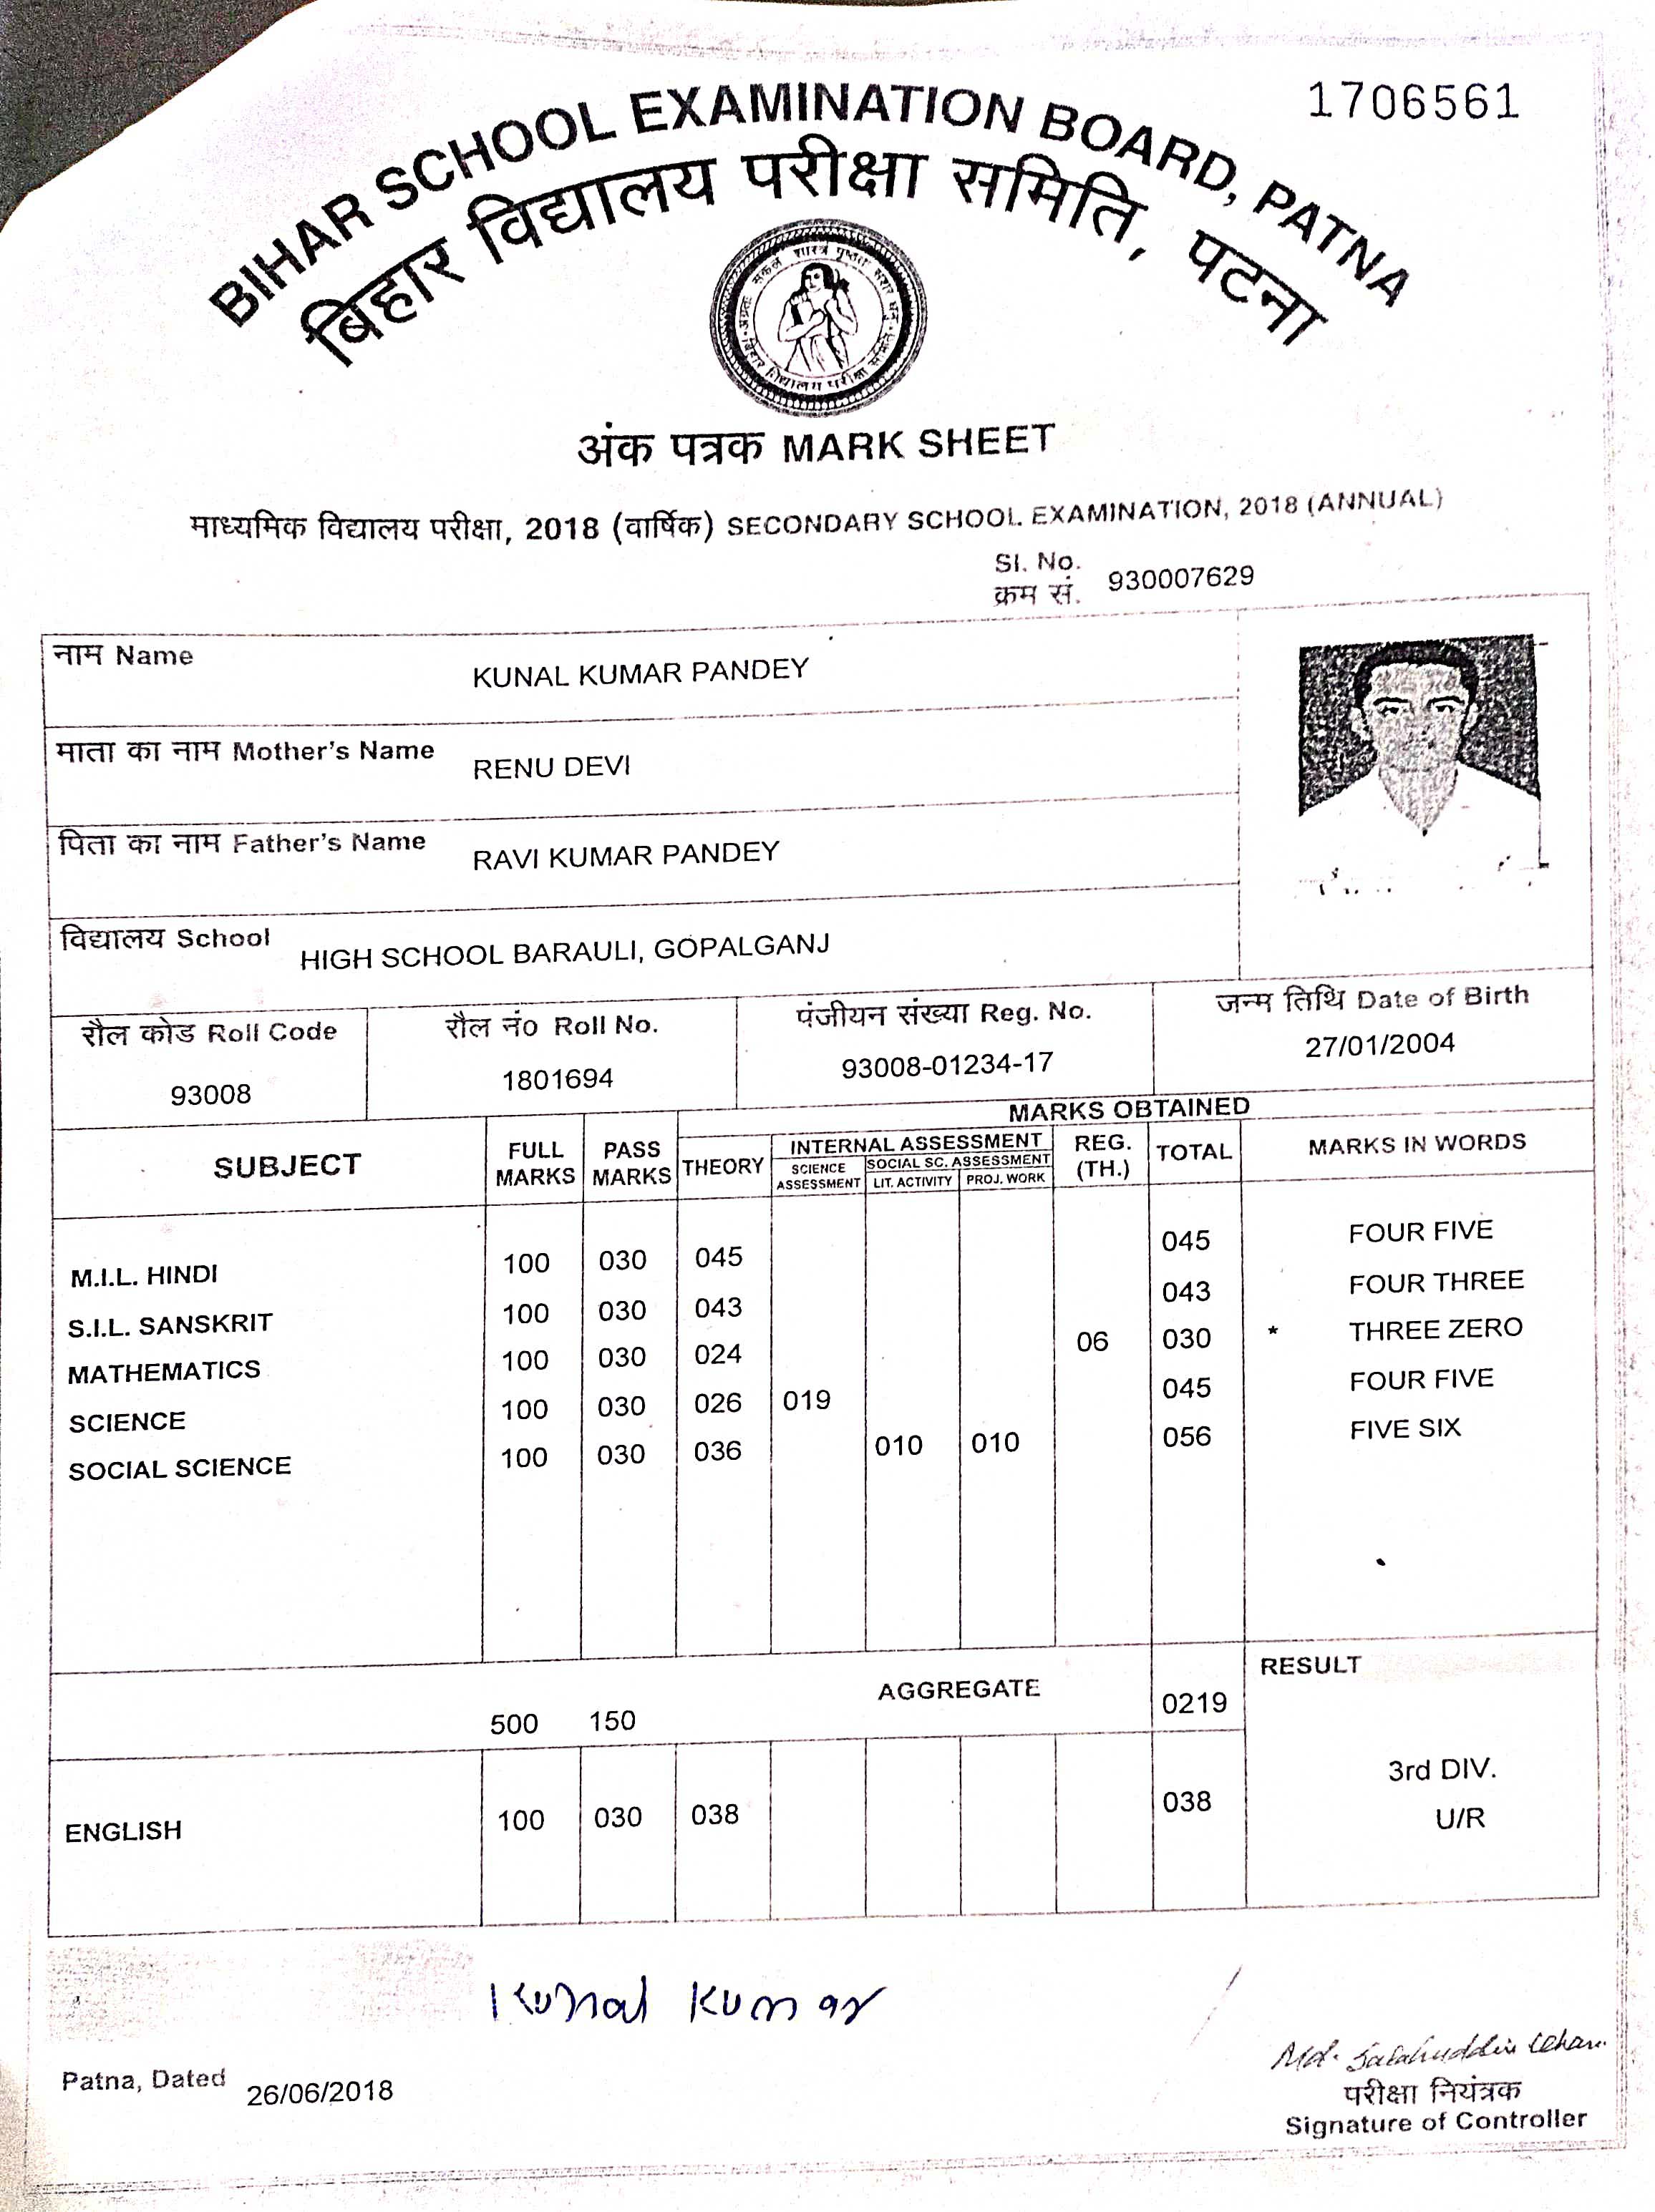 1706561
BIHAR SCHOOL EXAMINATION BOARD, PATNA
बिहार विद्यालय परीक्षा समिति, पटना
बिहार विद्यालय परीक्षा समिति
अंक पत्रक MARK SHEET
माध्यमिक विद्यालय परीक्षा, 2018 (वार्षिक) SECONDARY SCHOOL EXAMINATION, 2018 (ANNUAL)
Sl. No.
क्रम सं. 930007629
नाम Name KUNAL KUMAR PANDEY
माता का नाम Mother's Name RENU DEVI
पिता का नाम Father's Name RAVI KUMAR PANDEY
विद्यालय School HIGH SCHOOL BARAULI, GOPALGANJ
रौल कोड Roll Code रौल नं० Roll No. पंजीयन संख्या Reg. No. जन्म तिथि Date of Birth
93008 1801694 93008-01234-17 27/01/2004
MARKS OBTAINED
SUBJECT FULL MARKS PASS MARKS THEORY INTERNAL ASSESSMENT REG. (TH.) TOTAL MARKS IN WORDS
SCIENCE ASSESSMENT SOCIAL SC. ASSESSMENT
LIT. ACTIVITY PROJ. WORK
M.I.L. HINDI 100 030 045 045 FOUR FIVE
S.I.L. SANSKRIT 100 030 043 043 FOUR THREE
MATHEMATICS 100 030 024 06 030 * THREE ZERO
SCIENCE 100 030 026 019 045 FOUR FIVE
SOCIAL SCIENCE 100 030 036 010 010 056 FIVE SIX
RESULT
500 150 AGGREGATE 0219
3rd DIV.
ENGLISH 100 030 038 038 U/R
Kunal Kumar
Patna, Dated 26/06/2018
Md. Salahuddin Khan
परीक्षा नियंत्रक
Signature of Controller